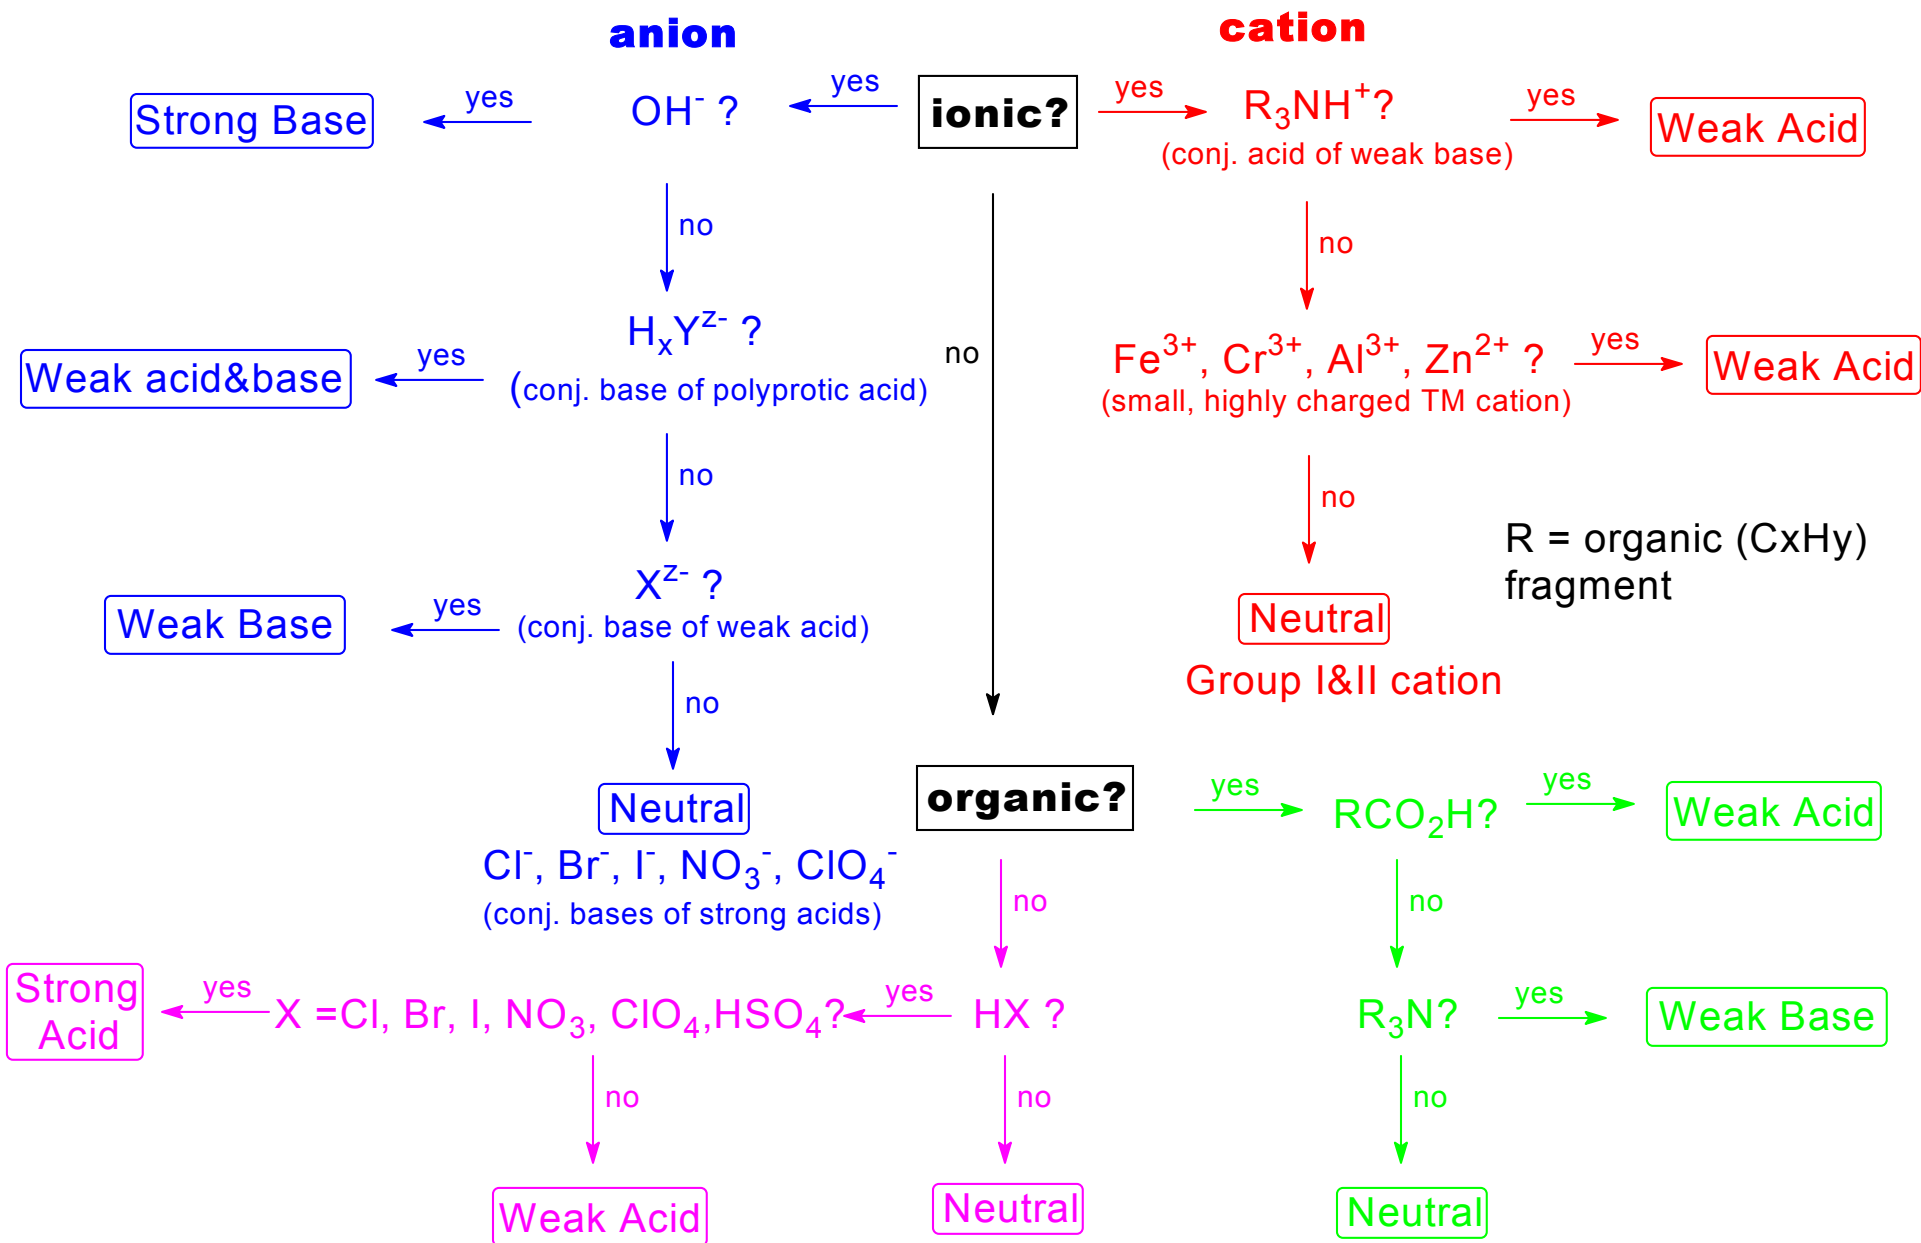 anion
cation
Strong Base
yes
OH⁻ ?
yes
ionic?
yes
R₃NH⁺?
(conj. acid of weak base)
yes
Weak Acid
no
no
no
Weak acid&base
yes
HₓYᶻ⁻ ?
(conj. base of polyprotic acid)
Fe³⁺, Cr³⁺, Al³⁺, Zn²⁺ ?
(small, highly charged TM cation)
yes
Weak Acid
no
no
R = organic (CxHy)
fragment
Weak Base
yes
Xᶻ⁻ ?
(conj. base of weak acid)
Neutral
Group I&II cation
no
Neutral
Cl⁻, Br⁻, I⁻, NO₃⁻, ClO₄⁻
(conj. bases of strong acids)
organic?
yes
RCO₂H?
yes
Weak Acid
no
no
Strong
Acid
yes
X =Cl, Br, I, NO₃, ClO₄,HSO₄?
yes
HX ?
R₃N?
yes
Weak Base
no
no
no
Weak Acid
Neutral
Neutral